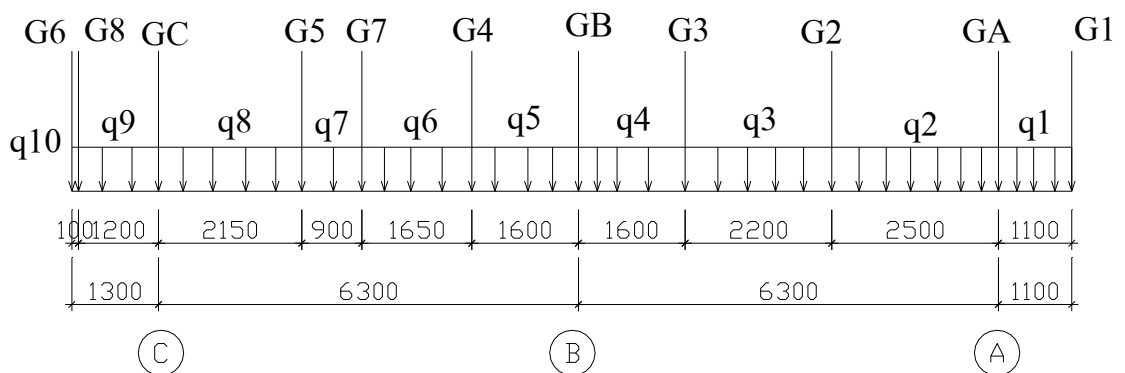 G6 G8 GC G5 G7 G4 GB G3 G2 GA G1
q10 q9 q8 q7 q6 q5 q4 q3 q2 q1
100 1200 2150 900 1650 1600 1600 2200 2500 1100
1300 6300 6300 1100
C B A